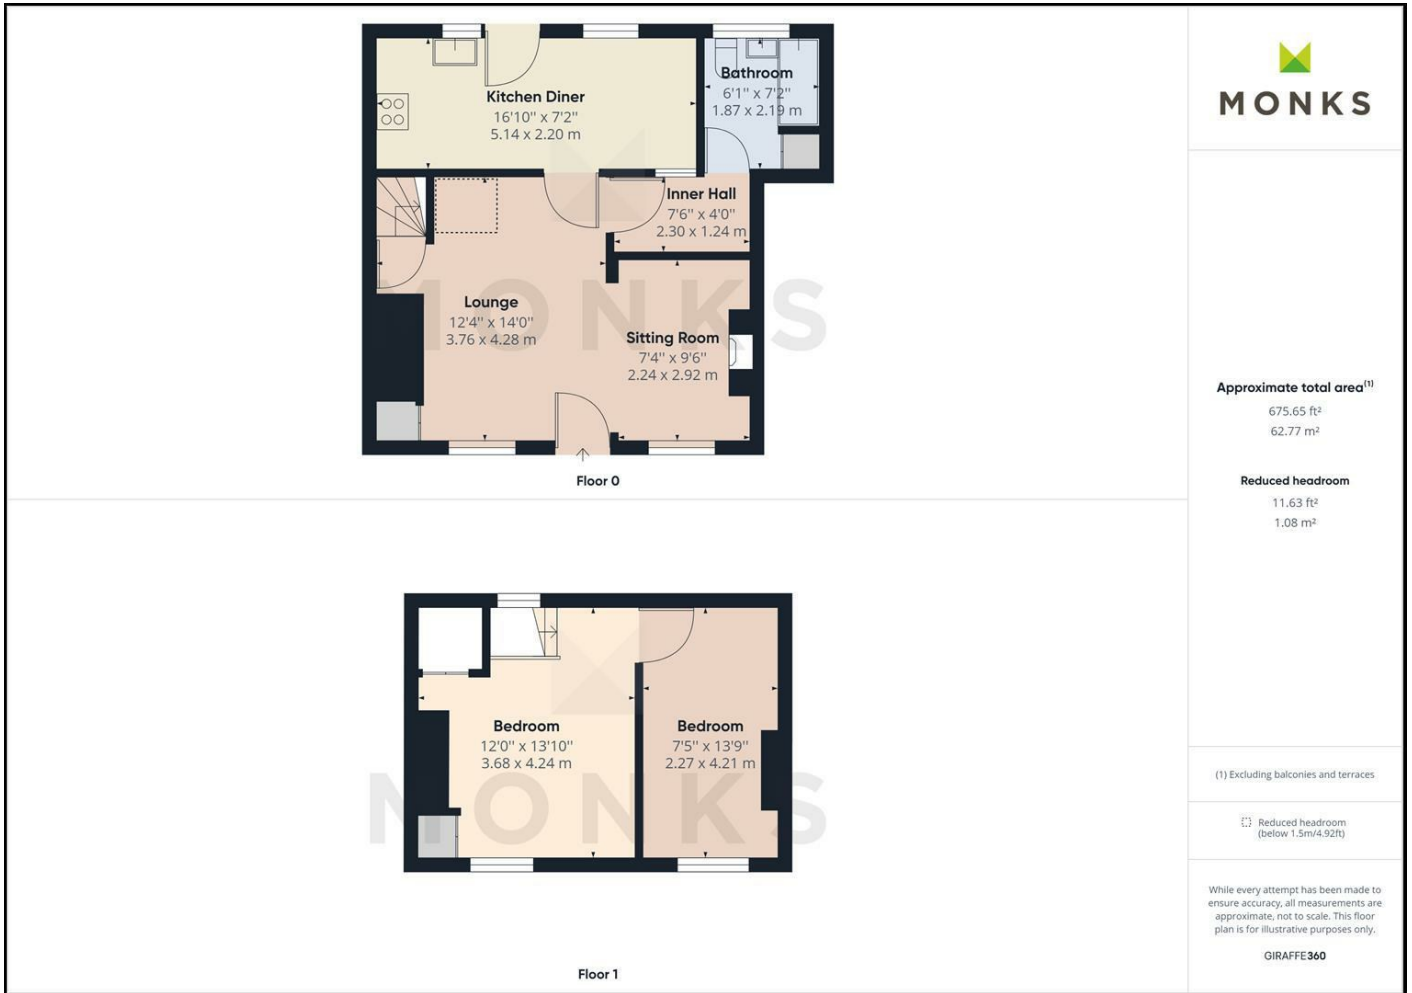 Kitchen Diner
16'10" x 7'2"
5.14 x 2.20 m
Bathroom
6'1" x 7'2"
1.87 x 2.19 m
Inner Hall
7'6" x 4'0"
2.30 x 1.24 m
Lounge
12'4" x 14'0"
3.76 x 4.28 m
Sitting Room
7'4" x 9'6"
2.24 x 2.92 m
MONKS
Floor 0
Bedroom
12'0" x 13'10"
3.68 x 4.24 m
Bedroom
7'5" x 13'9"
2.27 x 4.21 m
MONKS
Floor 1
MONKS
Approximate total area(1)
675.65 ft²
62.77 m²
Reduced headroom
11.63 ft²
1.08 m²
(1) Excluding balconies and terraces
Reduced headroom
(below 1.5m/4.92ft)
While every attempt has been made to
ensure accuracy, all measurements are
approximate, not to scale. This floor
plan is for illustrative purposes only.
GIRAFFE360